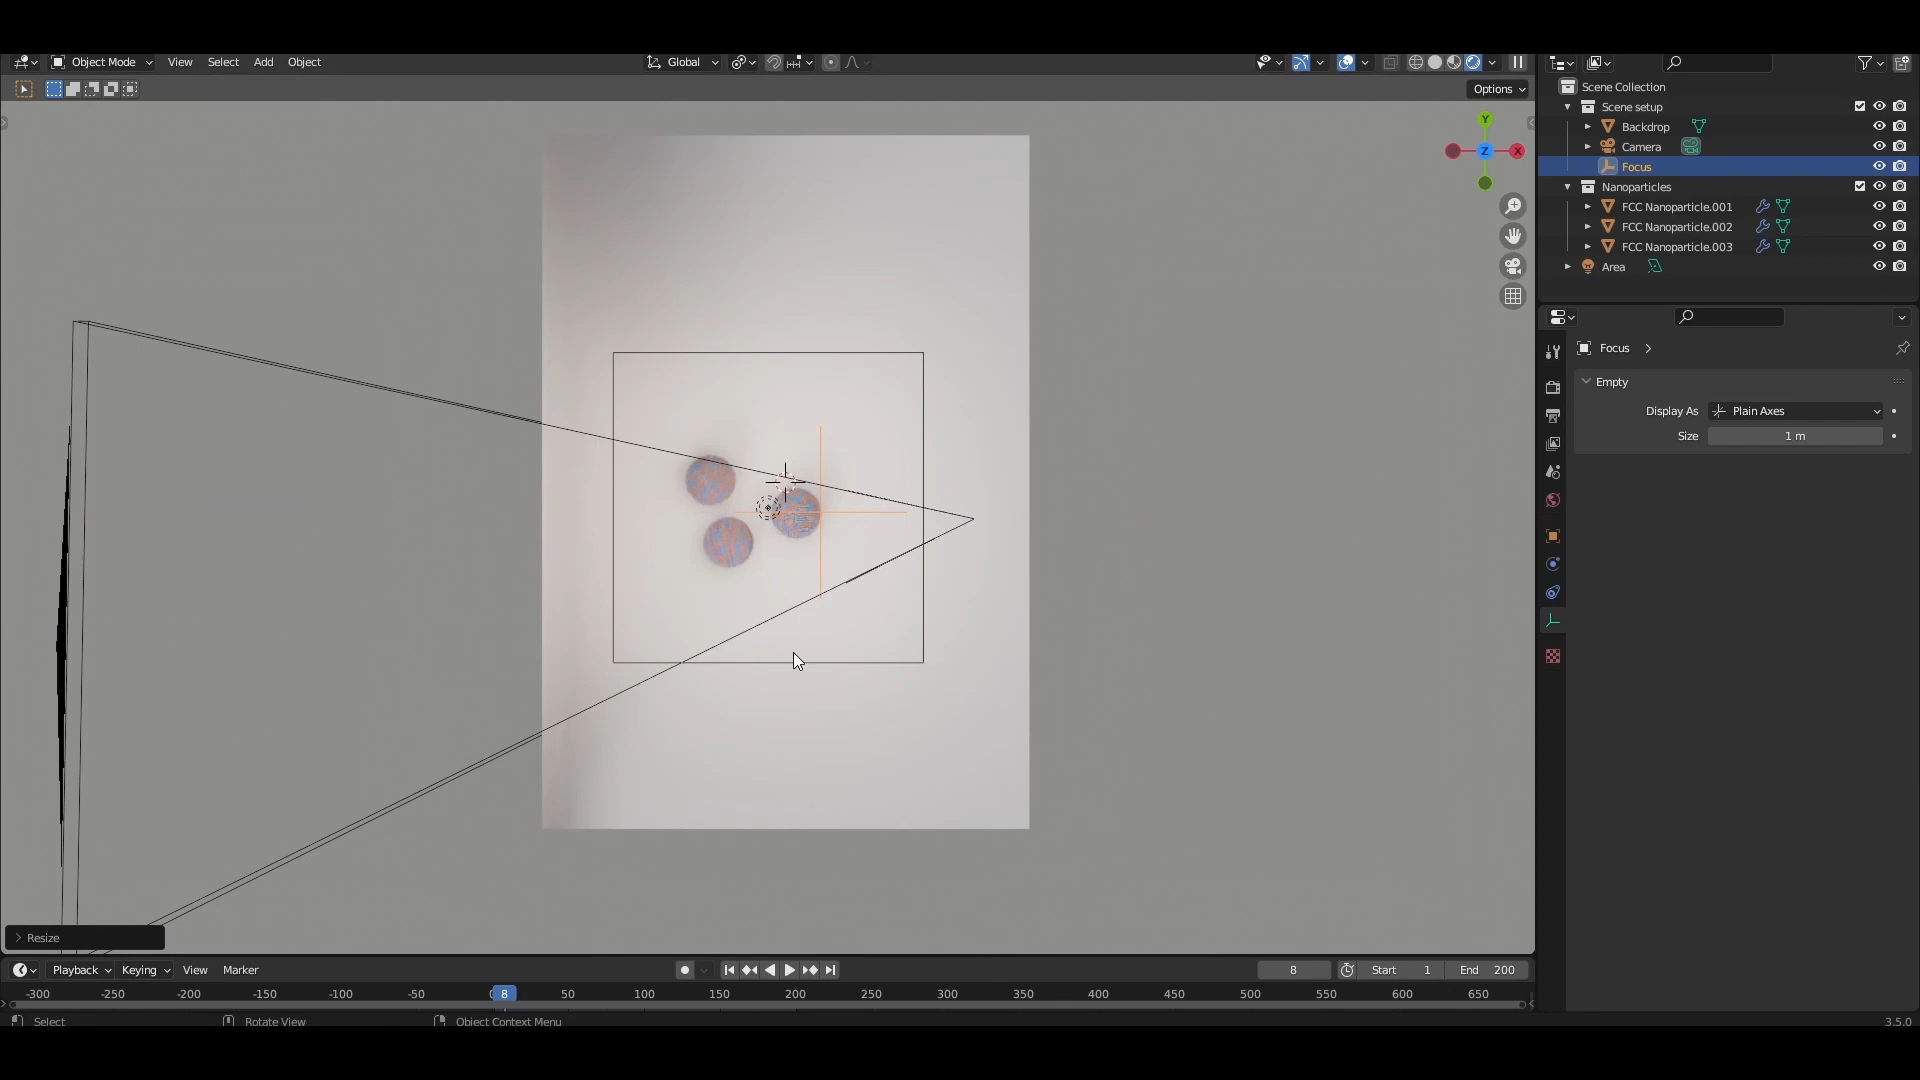 Object Mode View Select Add Object Global
Options
Y
Z X
Scene Collection
Scene setup
Backdrop
Camera
Focus
Nanoparticles
FCC Nanoparticle.001
FCC Nanoparticle.002
FCC Nanoparticle.003
Area
Focus
Empty
Display As Plain Axes
Size 1 m
Resize
Playback Keying View Marker 8 Start 1 End 200
-300 -250 -200 -150 -100 -50 0 8 50 100 150 200 250 300 350 400 450 500 550 600 650
Select Rotate View Object Context Menu 3.5.0